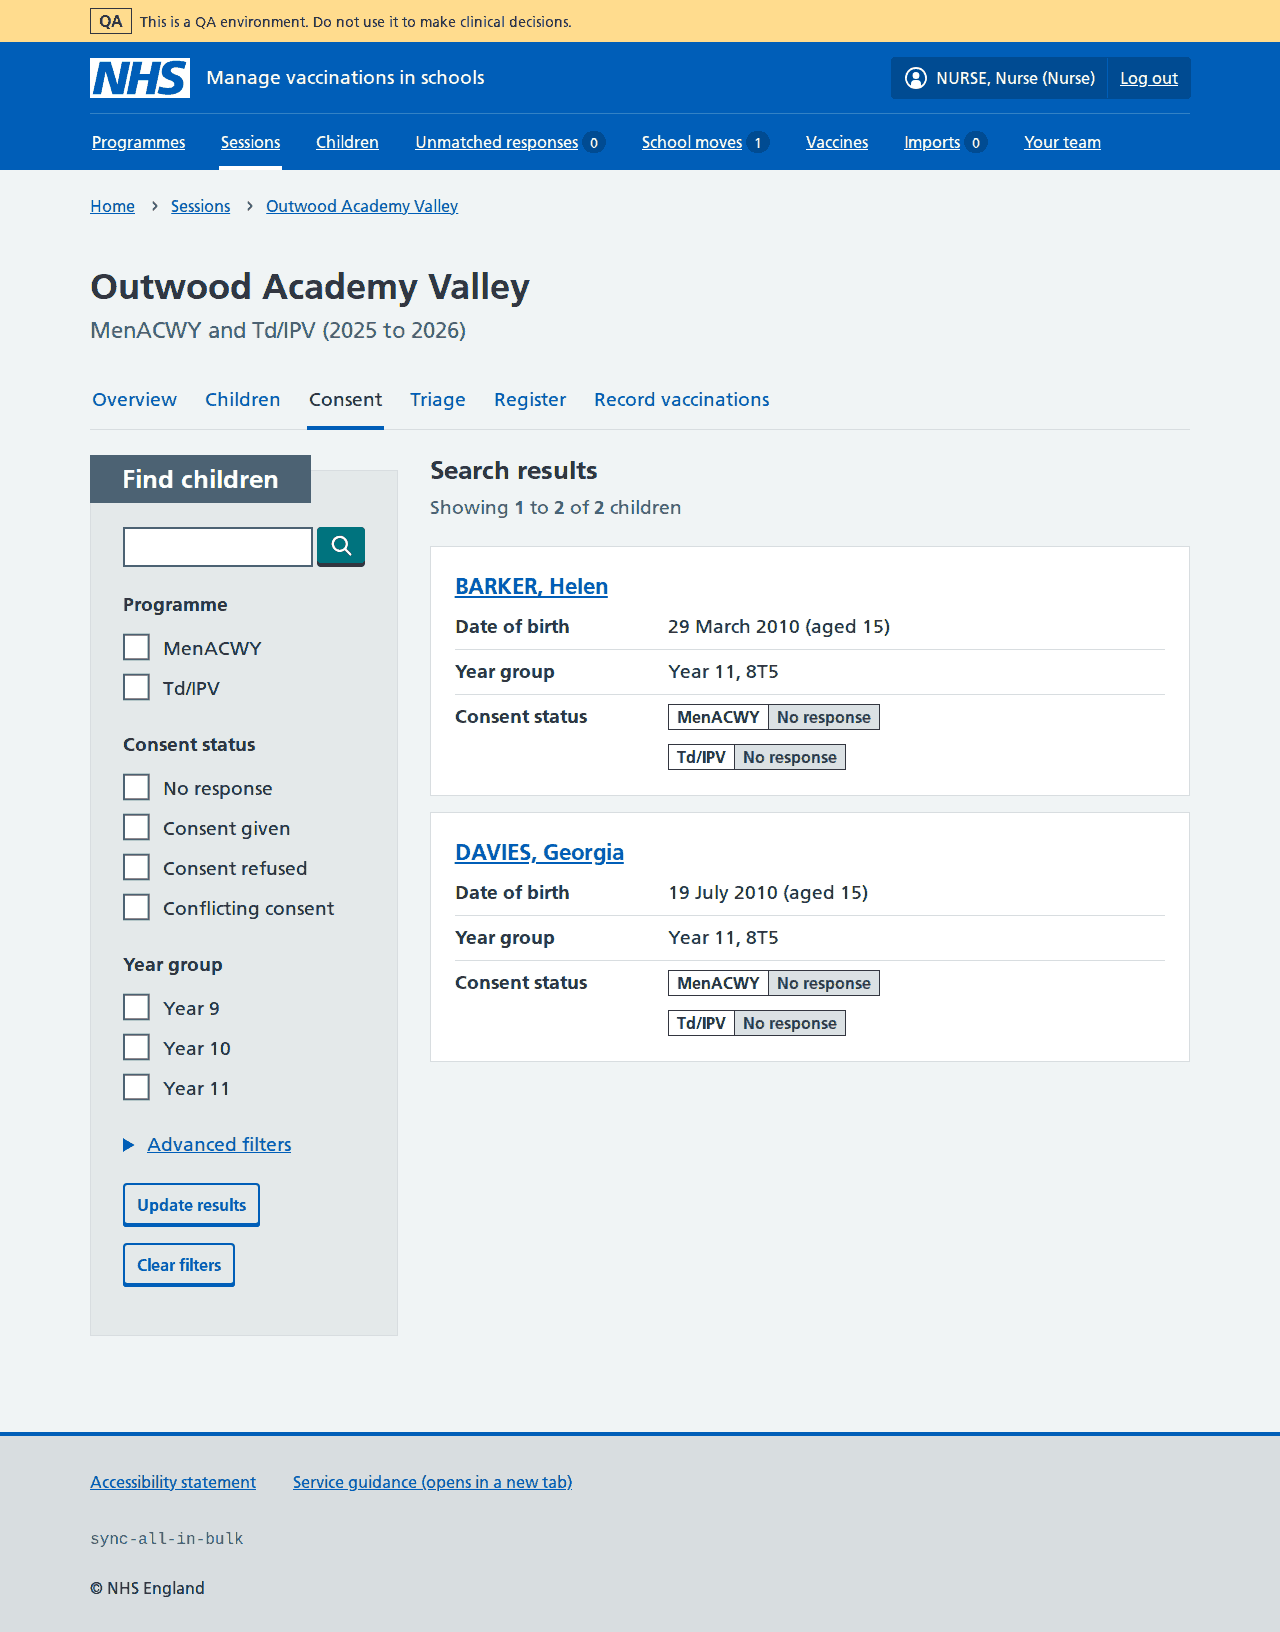 QA This is a QA environment. Do not use it to make clinical decisions.
NHS Manage vaccinations in schools NURSE, Nurse (Nurse) Log out
Programmes Sessions Children Unmatched responses 0 School moves 1 Vaccines Imports 0 Your team
Home Sessions Outwood Academy Valley
Outwood Academy Valley
MenACWY and Td/IPV (2025 to 2026)
Overview Children Consent Triage Register Record vaccinations
Find children
Programme
MenACWY
Td/IPV
Consent status
No response
Consent given
Consent refused
Conflicting consent
Year group
Year 9
Year 10
Year 11
Advanced filters
Update results
Clear filters
Search results
Showing 1 to 2 of 2 children
BARKER, Helen
Date of birth 29 March 2010 (aged 15)
Year group Year 11, 8T5
Consent status MenACWY No response
Td/IPV No response
DAVIES, Georgia
Date of birth 19 July 2010 (aged 15)
Year group Year 11, 8T5
Consent status MenACWY No response
Td/IPV No response
Accessibility statement Service guidance (opens in a new tab)
sync-all-in-bulk
© NHS England